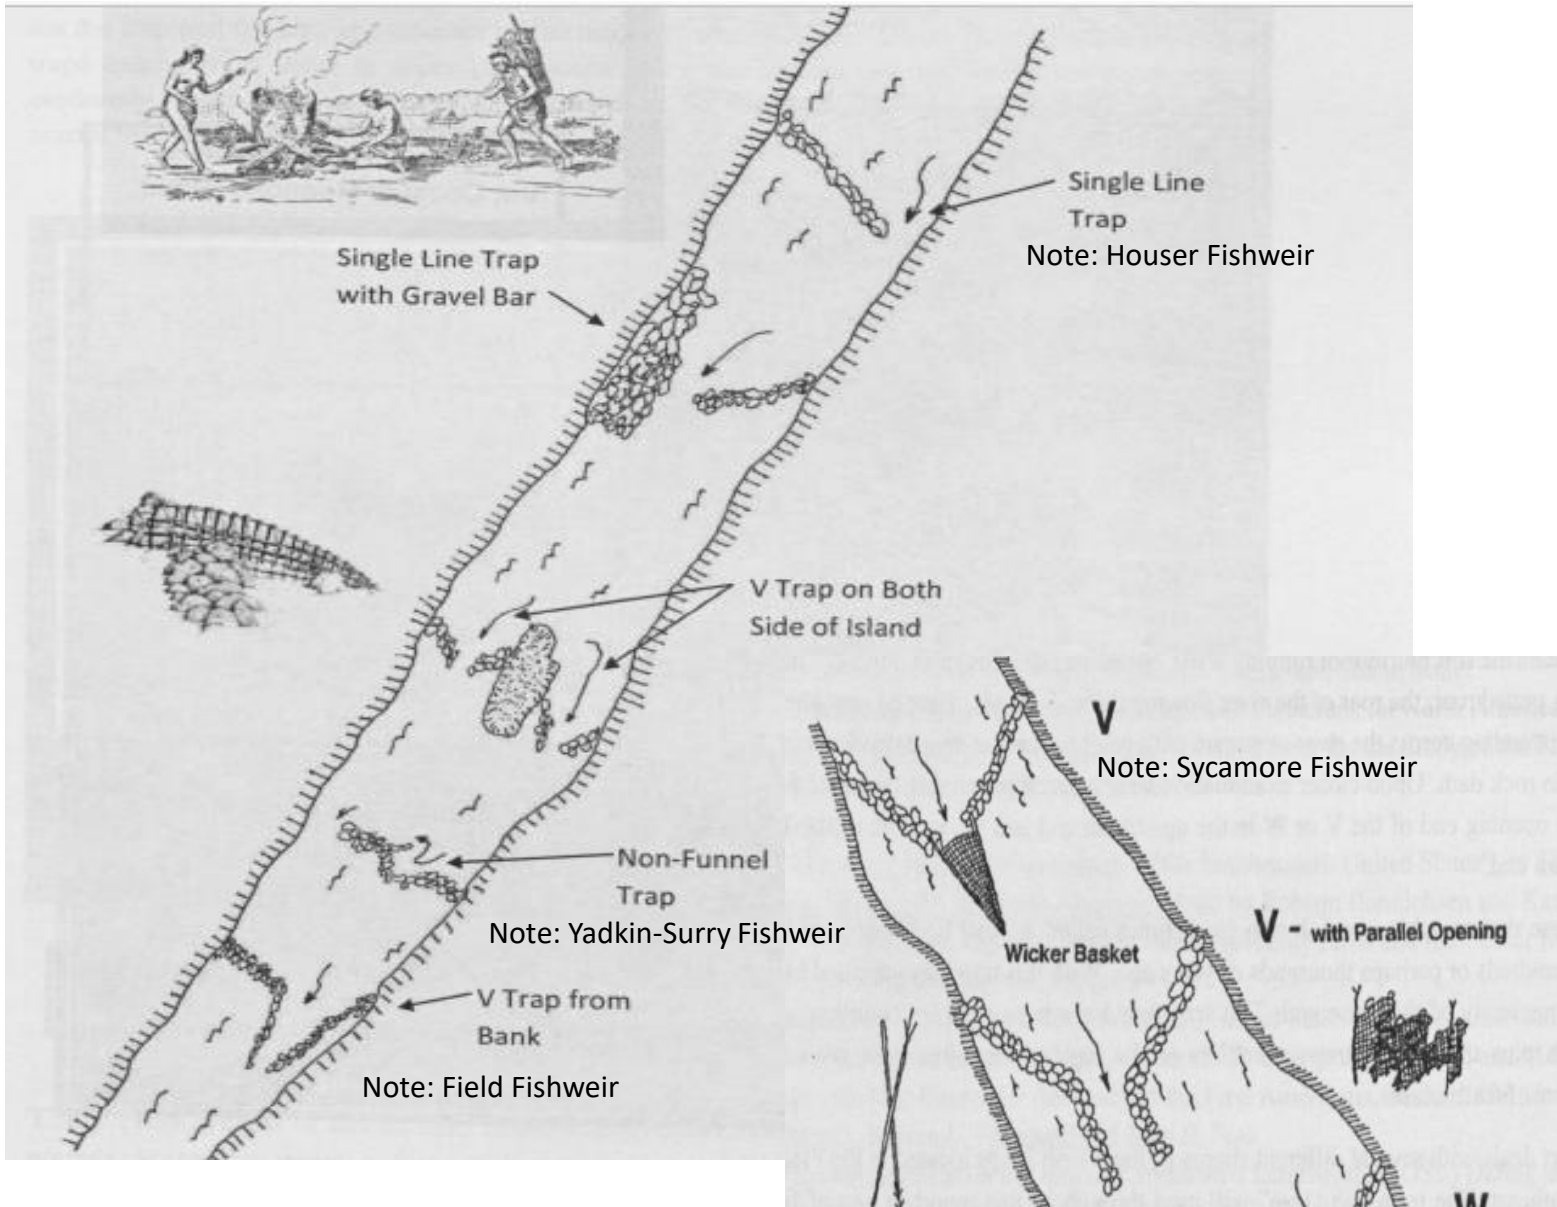 Single Line
Trap
Note: Houser Fishweir
Single Line Trap
with Gravel Bar
V Trap on Both
Side of Island
V
Note: Sycamore Fishweir
Non-Funnel
Trap
Note: Yadkin-Surry Fishweir
Wicker Basket
V - with Parallel Opening
V Trap from
Bank
Note: Field Fishweir
W